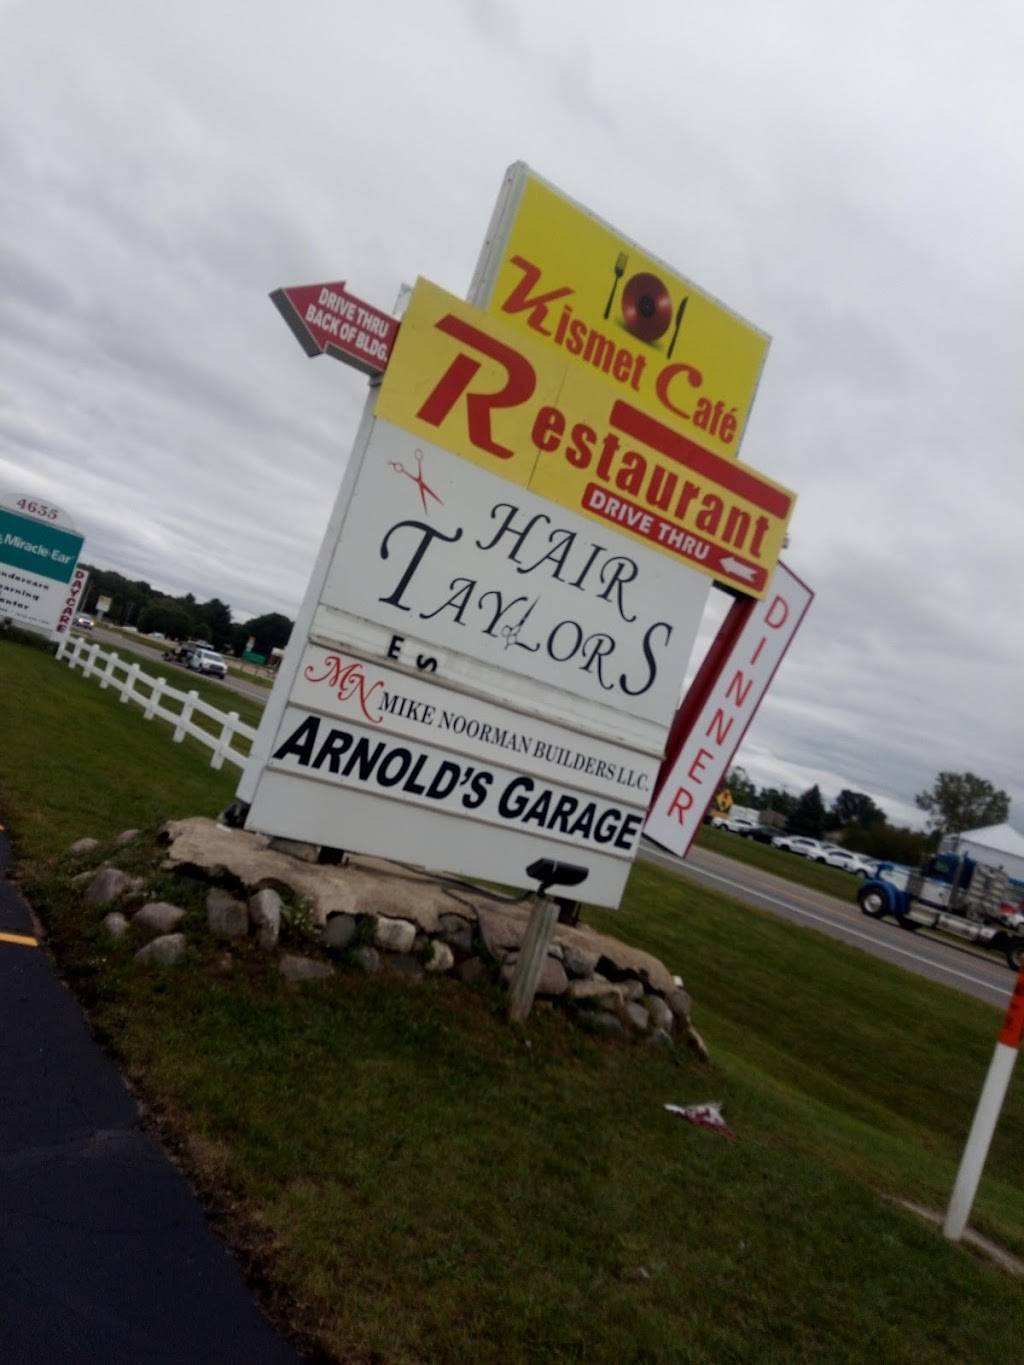 Kismet Café
Restaurant
DRIVE THRU
DRIVE THRU
BACK OF BLDG.
HAIR
TAYLORS
E S
MN MIKE NOORMAN BUILDERS LLC.
ARNOLD'S GARAGE
DINNER
4635
Miracle-Ear
DAYCARE